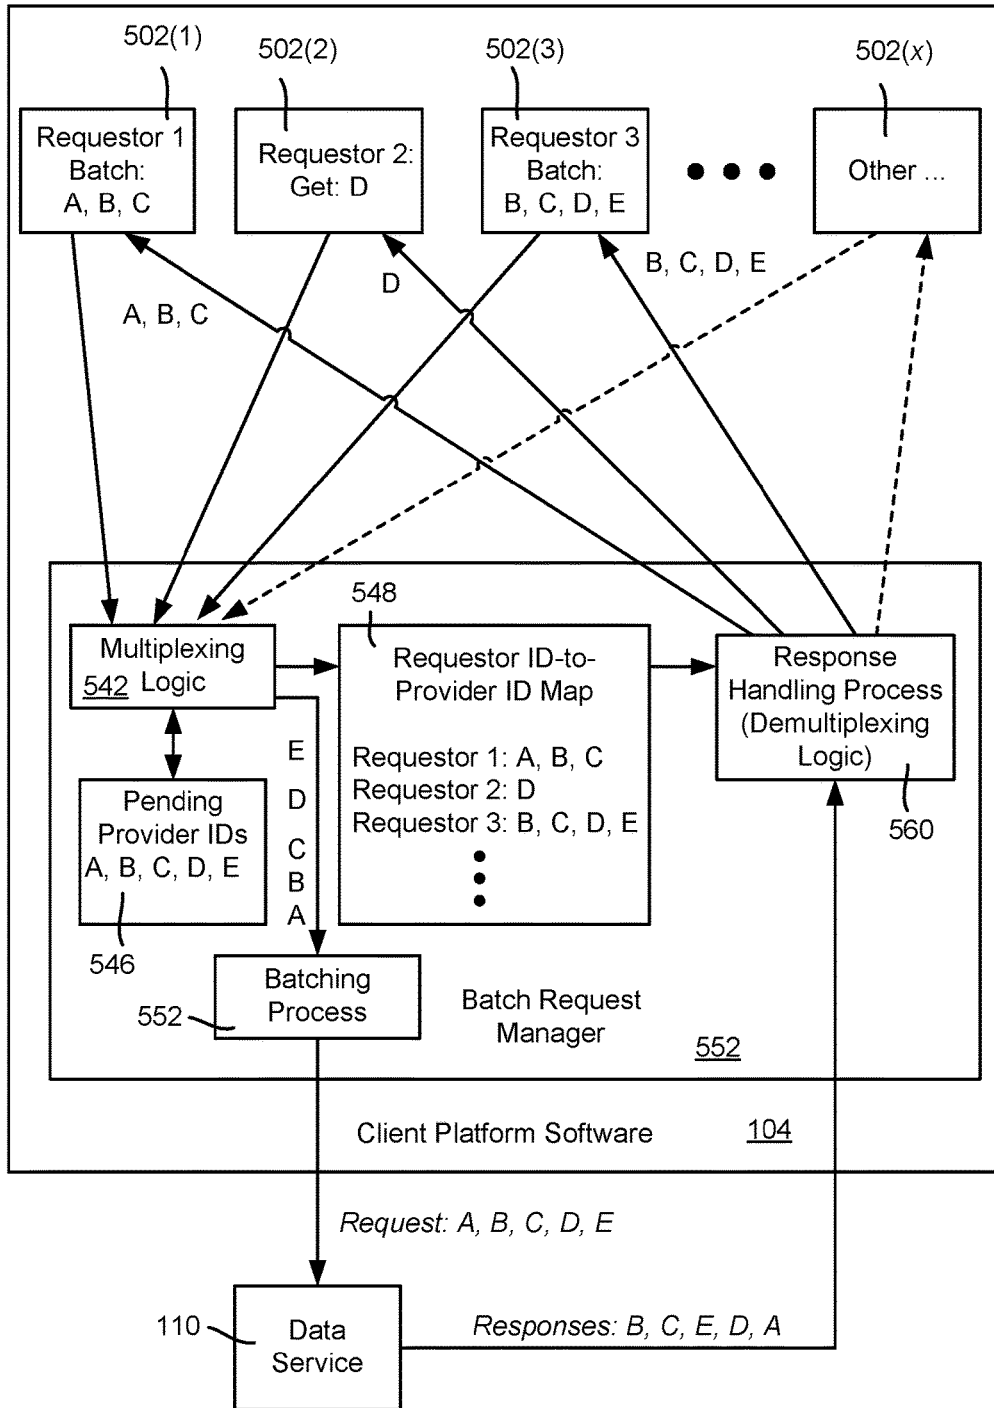 502(1)
502(2)
502(3)
502(x)
Requestor 1
Batch:
A, B, C
Requestor 2:
Get: D
Requestor 3
Batch:
B, C, D, E
Other ...
A, B, C
D
B, C, D, E
Multiplexing
Logic
542
548
Requestor ID-to-
Provider ID Map
Requestor 1: A, B, C
Requestor 2: D
Requestor 3: B, C, D, E
Response
Handling Process
(Demultiplexing
Logic)
560
Pending
Provider IDs
A, B, C, D, E
546
E
D
C
B
A
Batching
Process
552
Batch Request
Manager
552
Client Platform Software
104
Request: A, B, C, D, E
110
Data
Service
Responses: B, C, E, D, A